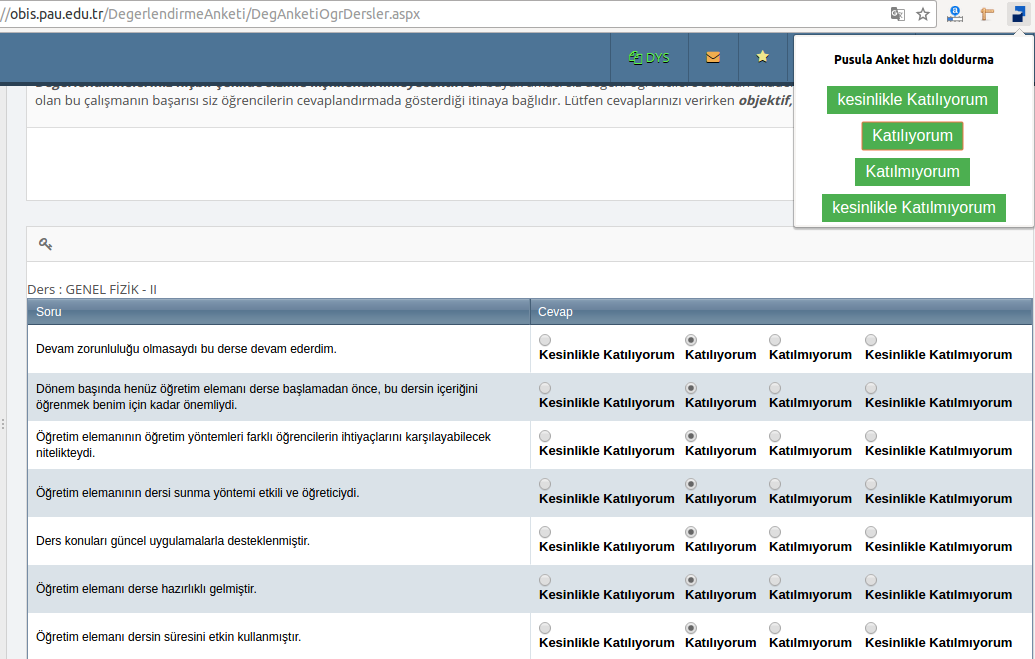 //obis.pau.edu.tr/DegerlendirmeAnketi/DegAnketiOgrDersler.aspx
DYS
Pusula Anket hızlı doldurma
kesinlikle Katılıyorum
Katılıyorum
Katılmıyorum
kesinlikle Katılmıyorum
olan bu çalışmanın başarısı siz öğrencilerin cevaplandırmada gösterdiği itinaya bağlıdır. Lütfen cevaplarınızı verirken objektif,
Ders : GENEL FİZİK - II
Soru Cevap
Devam zorunluluğu olmasaydı bu derse devam ederdim.
Kesinlikle Katılıyorum Katılıyorum Katılmıyorum Kesinlikle Katılmıyorum
Dönem başında henüz öğretim elemanı derse başlamadan önce, bu dersin içeriğini
öğrenmek benim için kadar önemliydi.
Kesinlikle Katılıyorum Katılıyorum Katılmıyorum Kesinlikle Katılmıyorum
Öğretim elemanının öğretim yöntemleri farklı öğrencilerin ihtiyaçlarını karşılayabilecek
nitelikteydi.
Kesinlikle Katılıyorum Katılıyorum Katılmıyorum Kesinlikle Katılmıyorum
Öğretim elemanının dersi sunma yöntemi etkili ve öğreticiydi.
Kesinlikle Katılıyorum Katılıyorum Katılmıyorum Kesinlikle Katılmıyorum
Ders konuları güncel uygulamalarla desteklenmiştir.
Kesinlikle Katılıyorum Katılıyorum Katılmıyorum Kesinlikle Katılmıyorum
Öğretim elemanı derse hazırlıklı gelmiştir.
Kesinlikle Katılıyorum Katılıyorum Katılmıyorum Kesinlikle Katılmıyorum
Öğretim elemanı dersin süresini etkin kullanmıştır.
Kesinlikle Katılıyorum Katılıyorum Katılmıyorum Kesinlikle Katılmıyorum